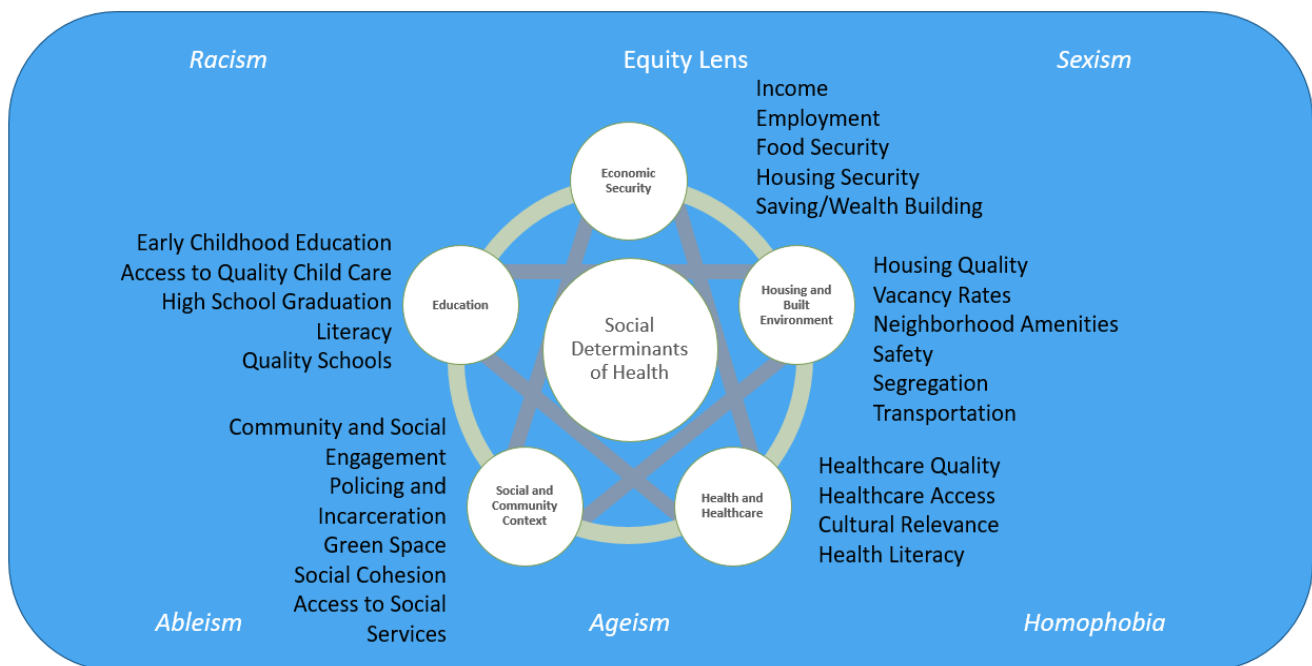 Racism
Equity Lens
Sexism
Income
Employment
Food Security
Housing Security
Saving/Wealth Building
Economic
Security
Early Childhood Education
Access to Quality Child Care
High School Graduation
Literacy
Quality Schools
Education
Housing and
Built
Environment
Housing Quality
Vacancy Rates
Neighborhood Amenities
Safety
Segregation
Transportation
Social
Determinants
of Health
Community and Social
Engagement
Policing and
Incarceration
Green Space
Social Cohesion
Access to Social
Services
Social and
Community
Context
Health and
Healthcare
Healthcare Quality
Healthcare Access
Cultural Relevance
Health Literacy
Ableism
Ageism
Homophobia